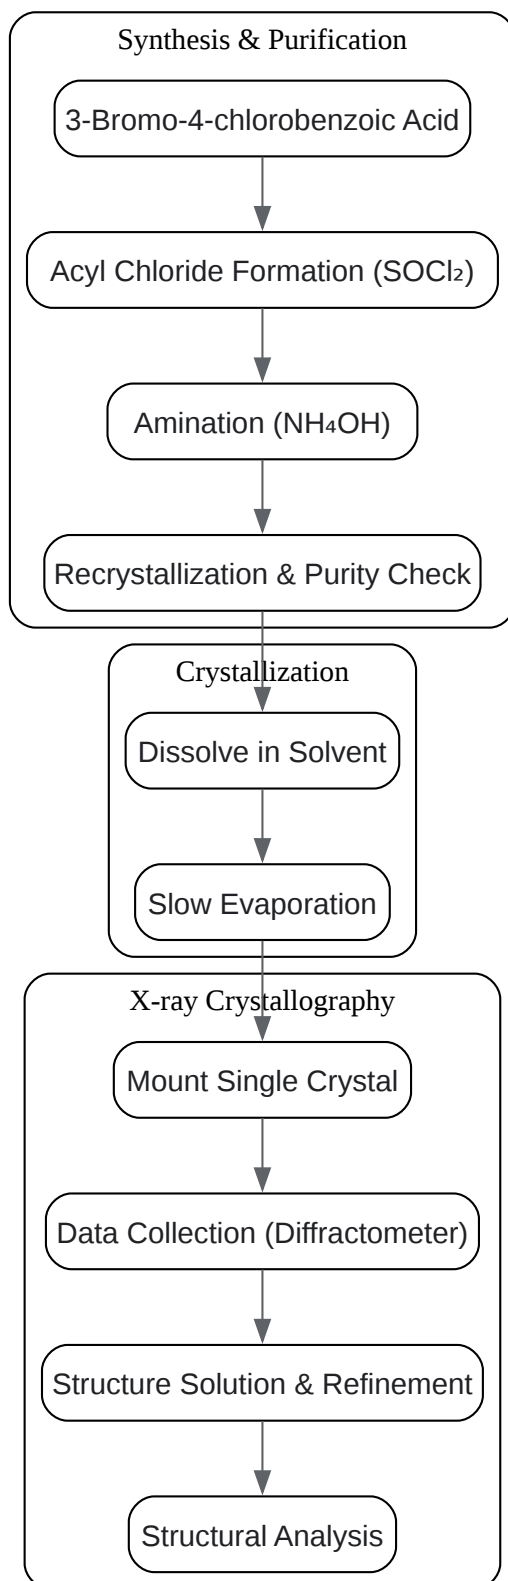 Synthesis & Purification
3-Bromo-4-chlorobenzoic Acid
Acyl Chloride Formation (SOCl₂)
Amination (NH₄OH)
Recrystallization & Purity Check
Crystallization
Dissolve in Solvent
Slow Evaporation
X-ray Crystallography
Mount Single Crystal
Data Collection (Diffractometer)
Structure Solution & Refinement
Structural Analysis